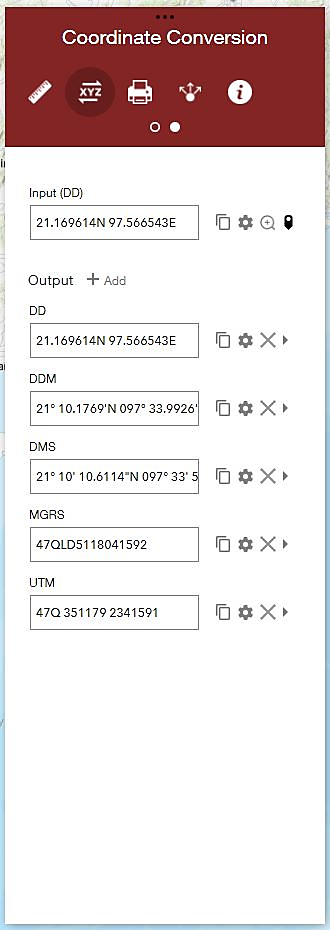 Coordinate Conversion
XYZ
Input (DD)
21.169614N 97.566543E
Output + Add
DD
21.169614N 97.566543E
DDM
21° 10.1769'N 097° 33.9926'
DMS
21° 10' 10.6114"N 097° 33' 5
MGRS
47QLD5118041592
UTM
47Q 351179 2341591